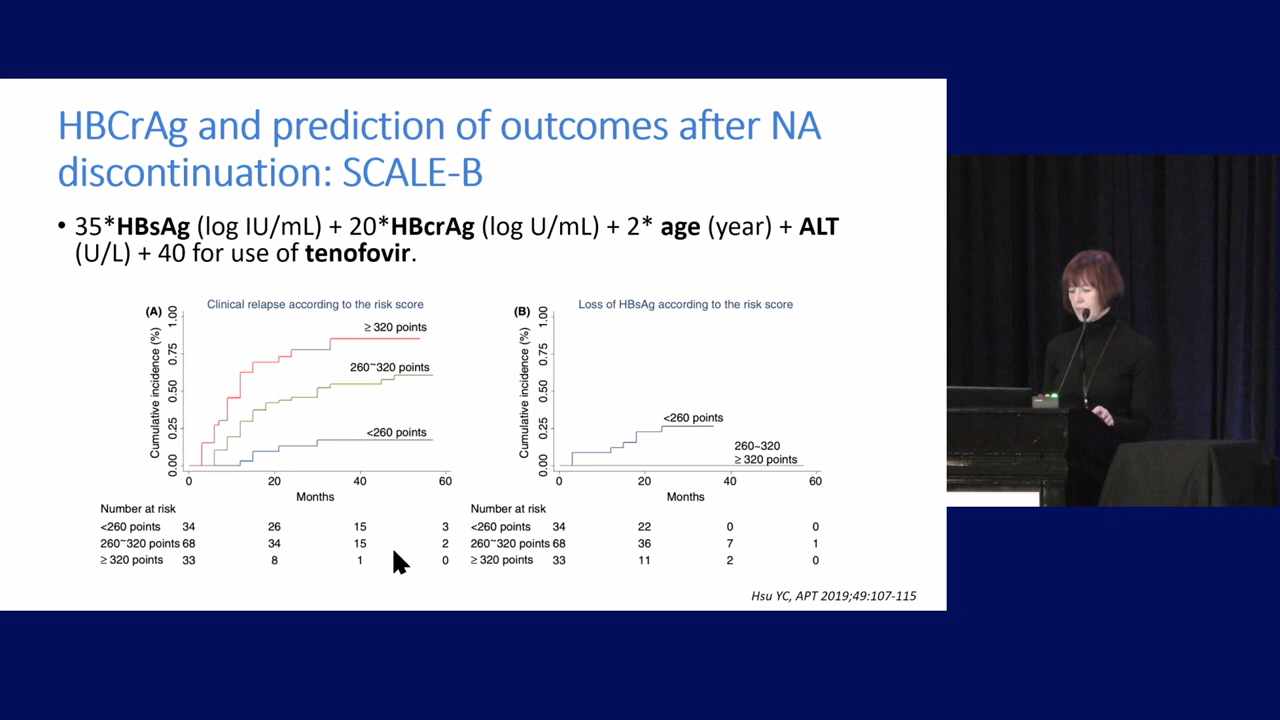 HBCrAg and prediction of outcomes after NA
discontinuation: SCALE-B
• 35*HBsAg (log IU/mL) + 20*HBcrAg (log U/mL) + 2* age (year) + ALT
(U/L) + 40 for use of tenofovir.
(A)
Clinical relapse according to the risk score
Cumulative incidence (%)
1.00
0.75
0.50
0.25
0.00
≥ 320 points
260~320 points
<260 points
0 20 40 60
Months
Number at risk
<260 points 34 26 15 3
260~320 points 68 34 15 2
≥ 320 points 33 8 1 0
(B)
Loss of HBsAg according to the risk score
Cumulative incidence (%)
1.00
0.75
0.50
0.25
0.00
<260 points
260~320
≥ 320 points
0 20 40 60
Months
Number at risk
<260 points 34 22 0 0
260~320 points 68 36 7 1
≥ 320 points 33 11 2 0
Hsu YC, APT 2019;49:107-115